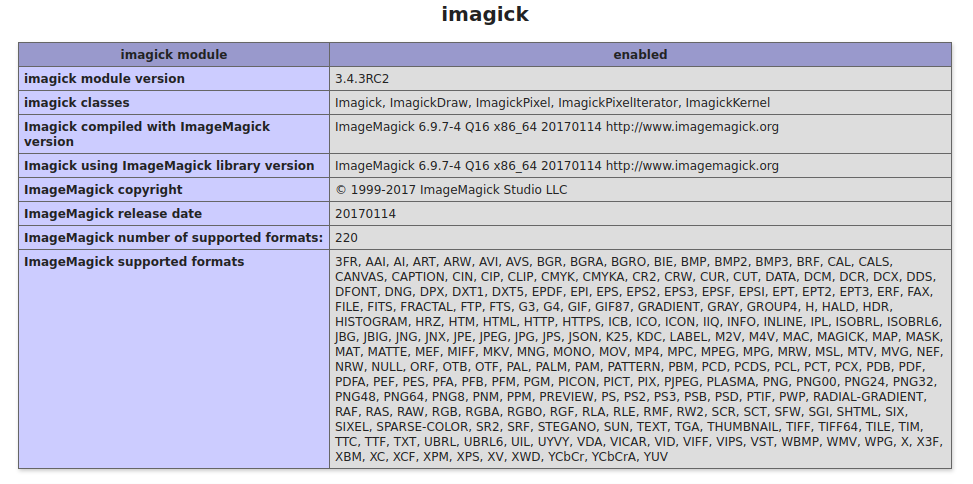 imagick
imagick module enabled
imagick module version 3.4.3RC2
imagick classes Imagick, ImagickDraw, ImagickPixel, ImagickPixelIterator, ImagickKernel
Imagick compiled with ImageMagick
version ImageMagick 6.9.7-4 Q16 x86_64 20170114 http://www.imagemagick.org
Imagick using ImageMagick library version ImageMagick 6.9.7-4 Q16 x86_64 20170114 http://www.imagemagick.org
ImageMagick copyright © 1999-2017 ImageMagick Studio LLC
ImageMagick release date 20170114
ImageMagick number of supported formats: 220
ImageMagick supported formats 3FR, AAI, AI, ART, ARW, AVI, AVS, BGR, BGRA, BGRO, BIE, BMP, BMP2, BMP3, BRF, CAL, CALS,
CANVAS, CAPTION, CIN, CIP, CLIP, CMYK, CMYKA, CR2, CRW, CUR, CUT, DATA, DCM, DCR, DCX, DDS,
DFONT, DNG, DPX, DXT1, DXT5, EPDF, EPI, EPS, EPS2, EPS3, EPSF, EPSI, EPT, EPT2, EPT3, ERF, FAX,
FILE, FITS, FRACTAL, FTP, FTS, G3, G4, GIF, GIF87, GRADIENT, GRAY, GROUP4, H, HALD, HDR,
HISTOGRAM, HRZ, HTM, HTML, HTTP, HTTPS, ICB, ICO, ICON, IIQ, INFO, INLINE, IPL, ISOBRL, ISOBRL6,
JBG, JBIG, JNG, JNX, JPE, JPEG, JPG, JPS, JSON, K25, KDC, LABEL, M2V, M4V, MAC, MAGICK, MAP, MASK,
MAT, MATTE, MEF, MIFF, MKV, MNG, MONO, MOV, MP4, MPC, MPEG, MPG, MRW, MSL, MTV, MVG, NEF,
NRW, NULL, ORF, OTB, OTF, PAL, PALM, PAM, PATTERN, PBM, PCD, PCDS, PCL, PCT, PCX, PDB, PDF,
PDFA, PEF, PES, PFA, PFB, PFM, PGM, PICON, PICT, PIX, PJPEG, PLASMA, PNG, PNG00, PNG24, PNG32,
PNG48, PNG64, PNG8, PNM, PPM, PREVIEW, PS, PS2, PS3, PSB, PSD, PTIF, PWP, RADIAL-GRADIENT,
RAF, RAS, RAW, RGB, RGBA, RGBO, RGF, RLA, RLE, RMF, RW2, SCR, SCT, SFW, SGI, SHTML, SIX,
SIXEL, SPARSE-COLOR, SR2, SRF, STEGANO, SUN, TEXT, TGA, THUMBNAIL, TIFF, TIFF64, TILE, TIM,
TTC, TTF, TXT, UBRL, UBRL6, UIL, UYVY, VDA, VICAR, VID, VIFF, VIPS, VST, WBMP, WMV, WPG, X, X3F,
XBM, XC, XCF, XPM, XPS, XV, XWD, YCbCr, YCbCrA, YUV